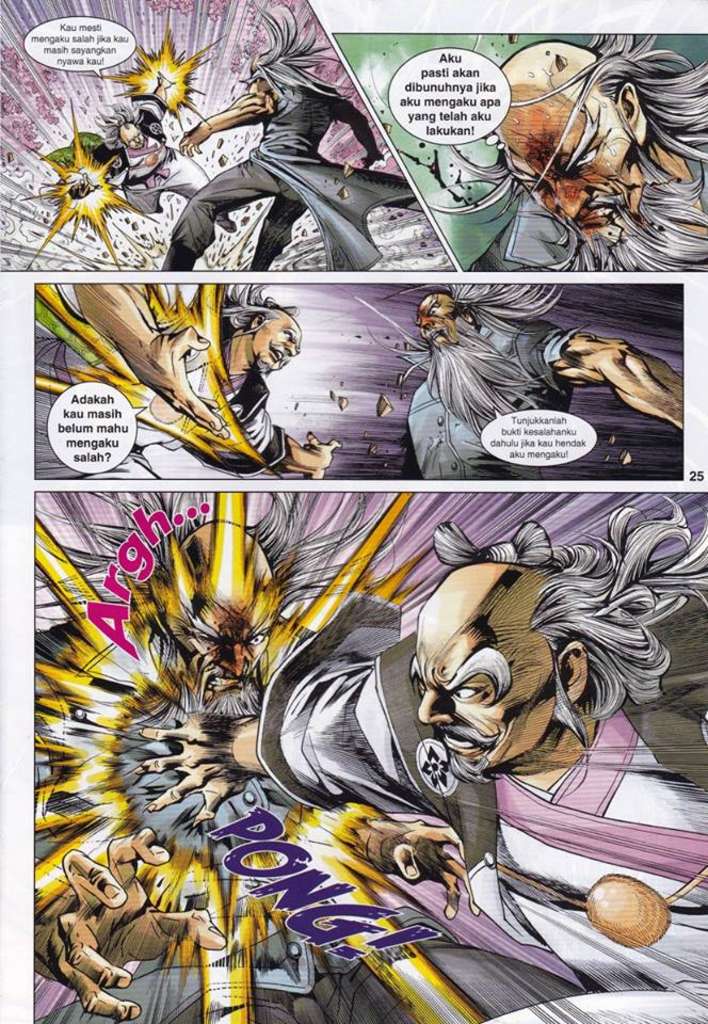 Kau mesti
mengaku salah jika kau
masih sayangkan
nyawa kau!
Aku
pasti akan
dibunuhnya jika
aku mengaku apa
yang telah aku
lakukan!
Adakah
kau masih
belum mahu
mengaku
salah?
Tunjukkanlah
bukti kesalahanku
dahulu jika kau hendak
aku mengaku!
25
Argh...
PONG!